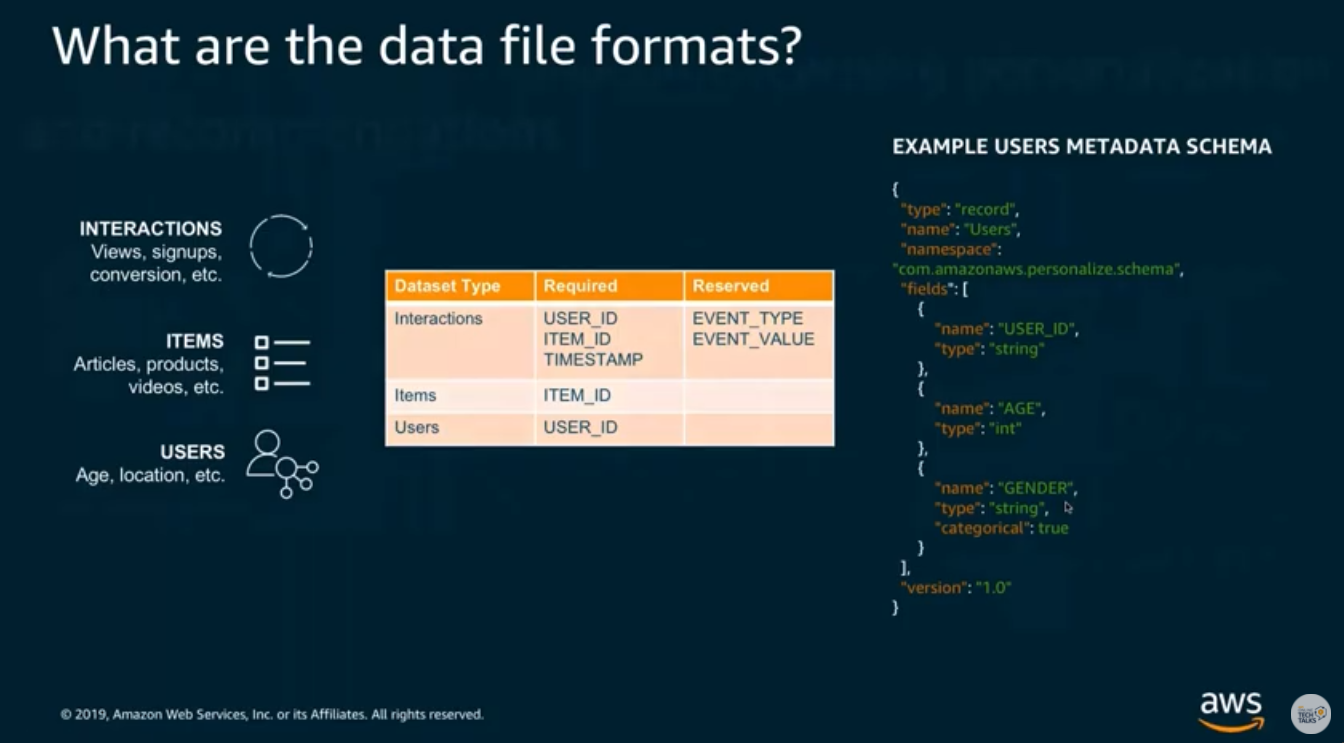 What are the data file formats?
INTERACTIONS
Views, signups,
conversion, etc.
ITEMS
Articles, products,
videos, etc.
USERS
Age, location, etc.
Dataset Type Required Reserved
Interactions USER_ID EVENT_TYPE
ITEM_ID EVENT_VALUE
TIMESTAMP
Items ITEM_ID
Users USER_ID
EXAMPLE USERS METADATA SCHEMA
{
"type": "record",
"name": "Users",
"namespace":
"com.amazonaws.personalize.schema",
"fields": [
{
"name": "USER_ID",
"type": "string"
},
{
"name": "AGE",
"type": "int"
},
{
"name": "GENDER",
"type": "string",
"categorical": true
}
],
"version": "1.0"
}
© 2019, Amazon Web Services, Inc. or its Affiliates. All rights reserved.
aws
TECH
TALKS